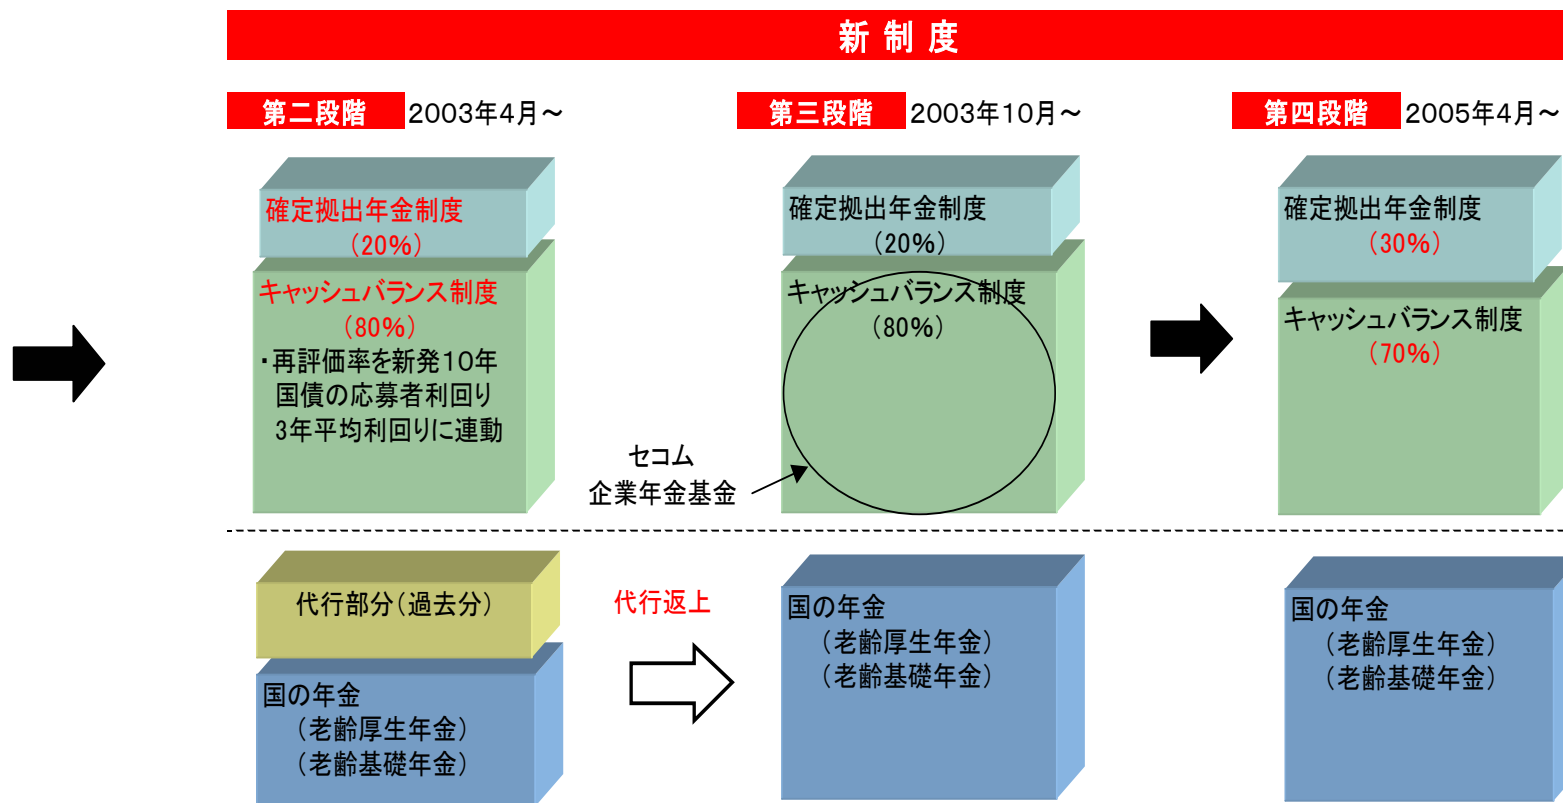 新制度
第二段階 2003年4月～
確定拠出年金制度
（20%）
キャッシュバランス制度
（80%）
・再評価率を新発10年
国債の応募者利回り
3年平均利回りに連動
代行部分（過去分）
国の年金
（老齢厚生年金）
（老齢基礎年金）
代行返上
セコム
企業年金基金
第三段階 2003年10月～
確定拠出年金制度
（20%）
キャッシュバランス制度
（80%）
国の年金
（老齢厚生年金）
（老齢基礎年金）
第四段階 2005年4月～
確定拠出年金制度
（30%）
キャッシュバランス制度
（70%）
国の年金
（老齢厚生年金）
（老齢基礎年金）